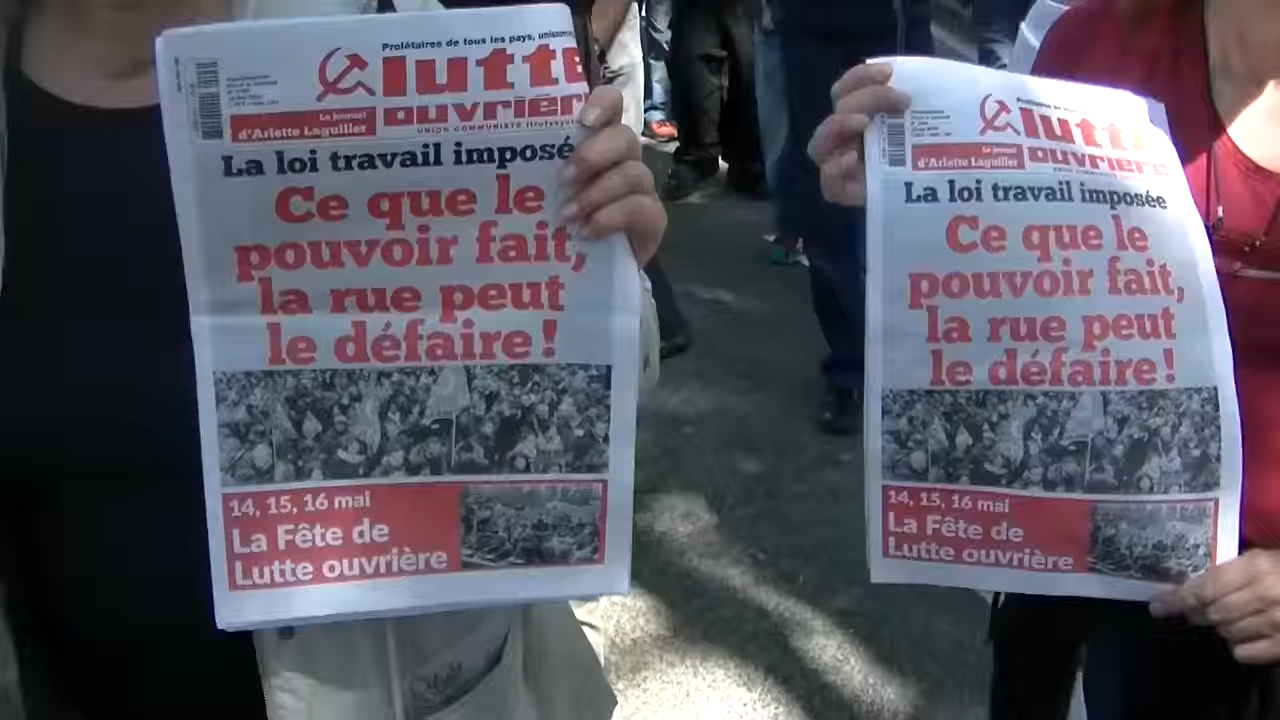 Prolétaires de tous les pays,
lutte
ouvrière
Le journal
d'Arlette Laguiller
UNION COMMUNISTE
La loi travail imposé
Ce que le
pouvoir fait,
la rue peut
le défaire !
14, 15, 16 mai
La Fête de
Lutte ouvrière
lutte
ouvrière
Le journal
d'Arlette Laguiller
La loi travail imposée
Ce que le
pouvoir fait,
la rue peut
le défaire !
14, 15, 16 mai
La Fête de
Lutte ouvrière